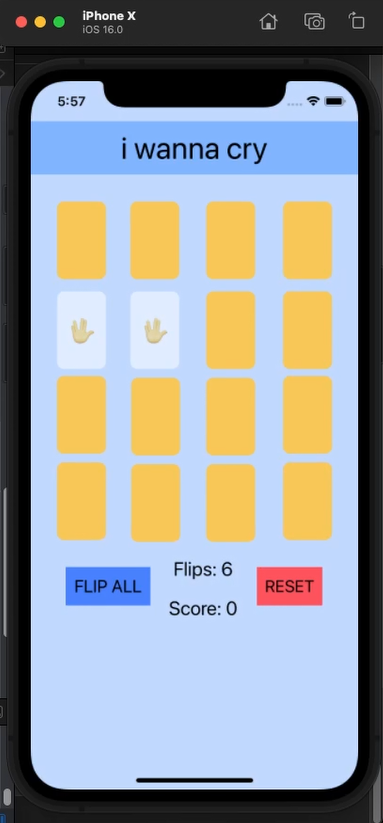 iPhone X
iOS 16.0
5:57
i wanna cry
Flips: 6
FLIP ALL
RESET
Score: 0